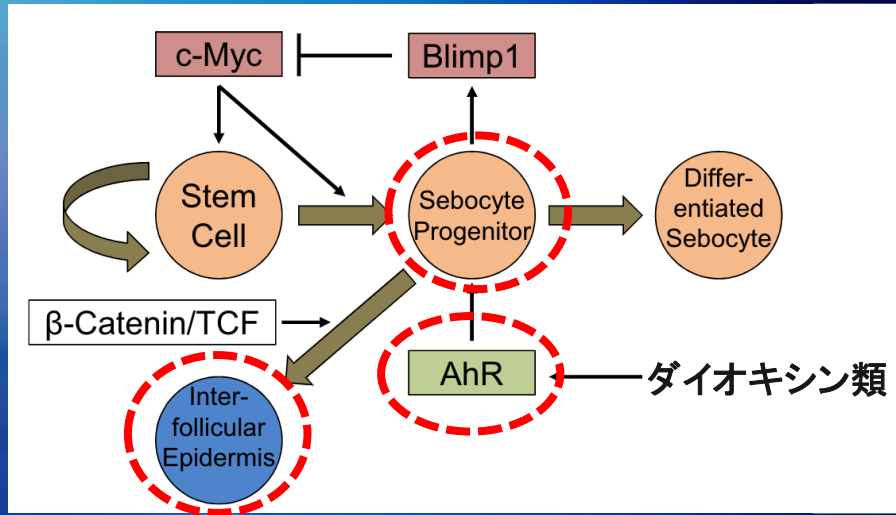 c-Myc
Blimp1
Stem
Cell
Sebocyte
Progenitor
Differ-
entiated
Sebocyte
β-Catenin/TCF
AhR
ダイオキシン類
Inter-
follicular
Epidermis